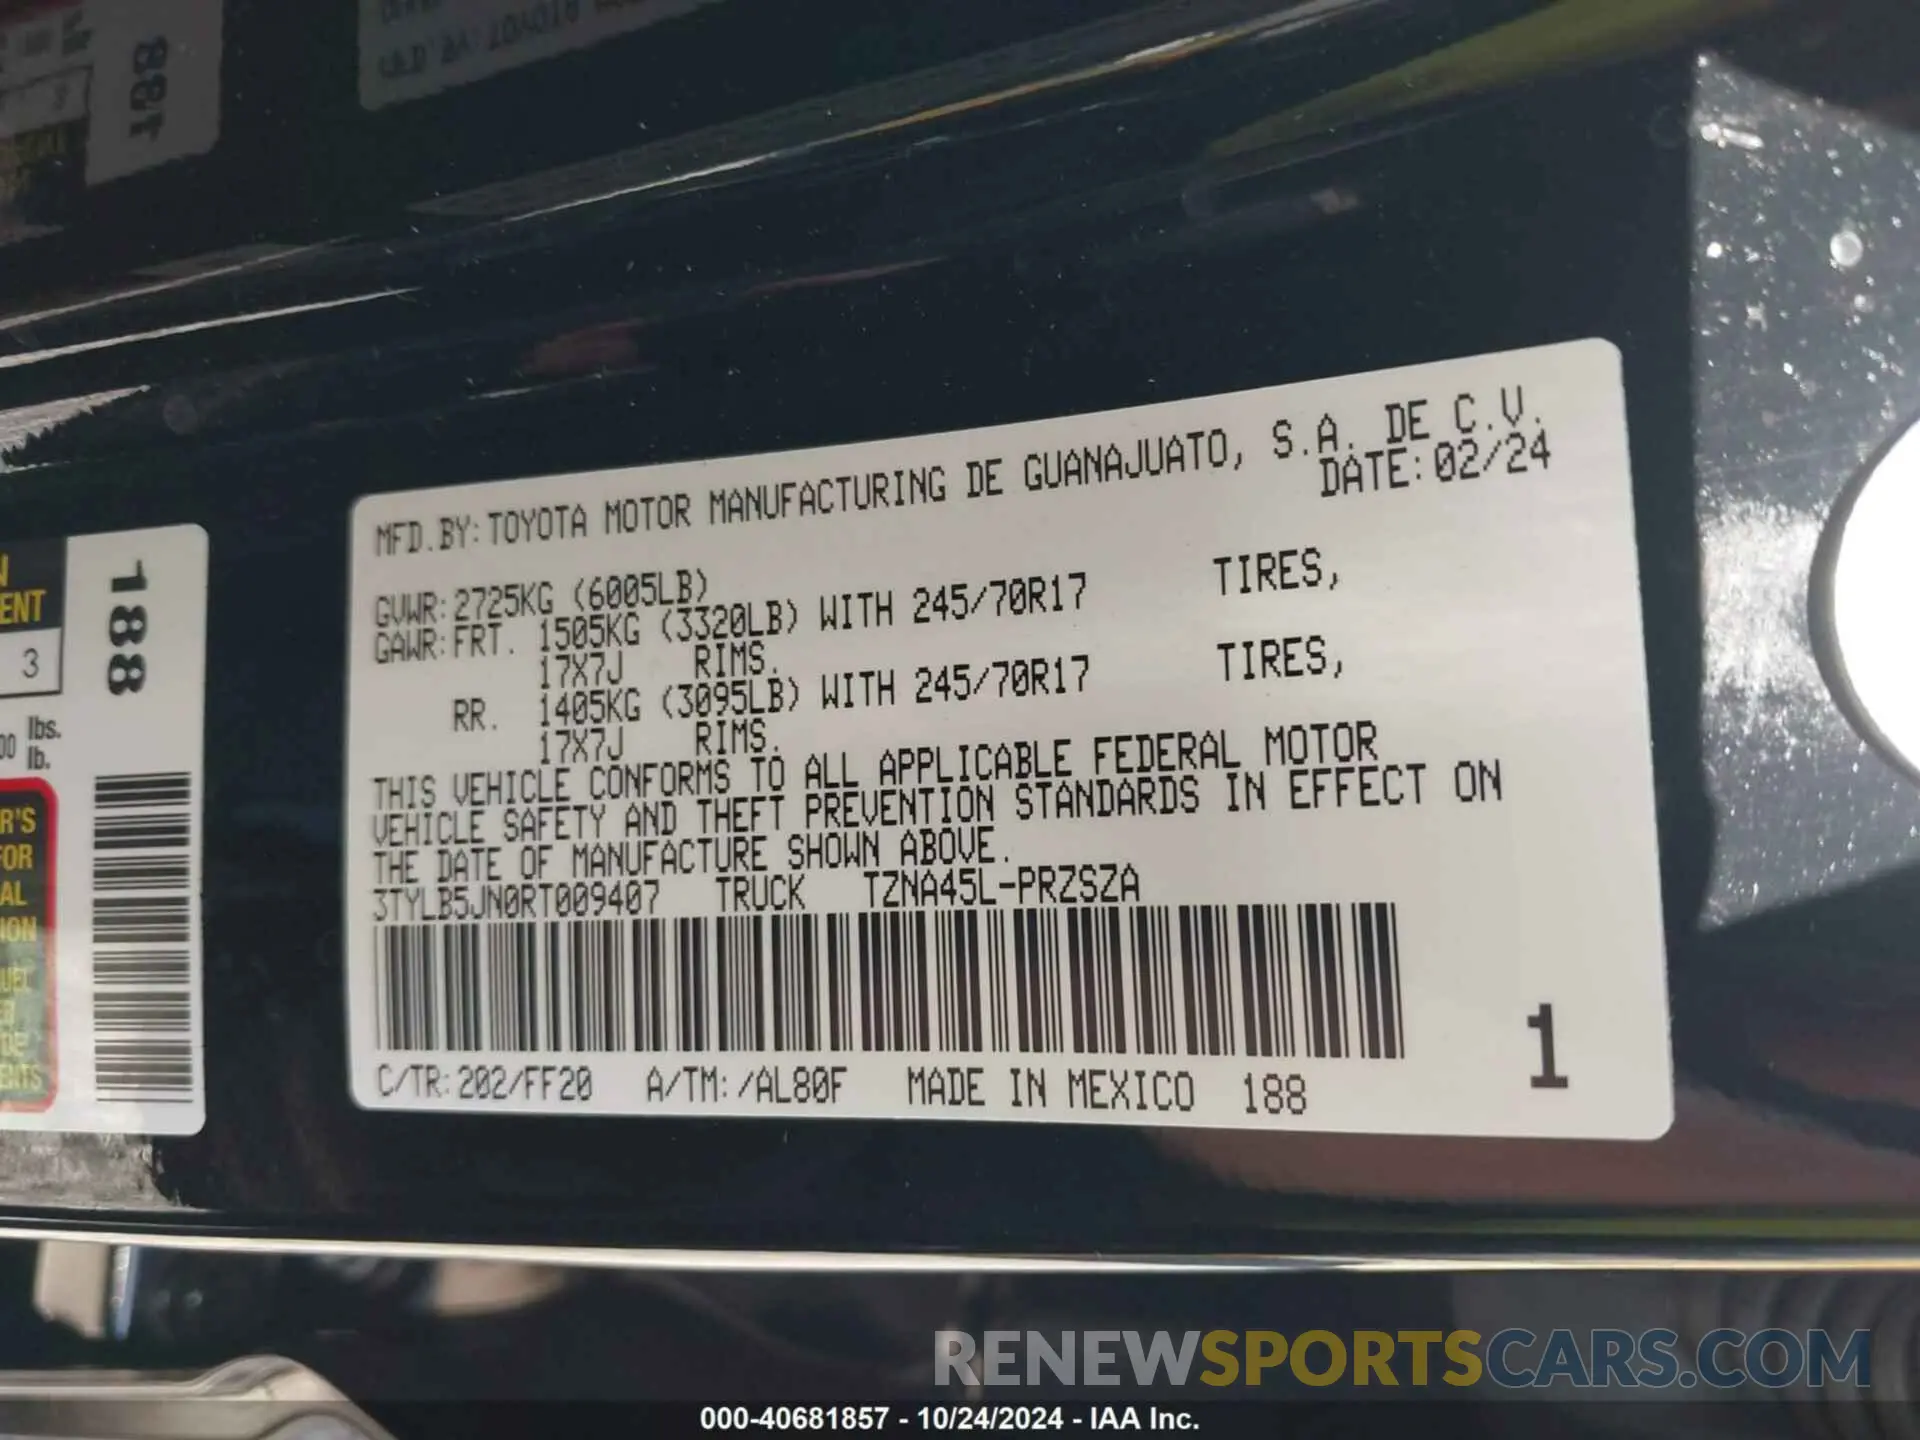 MFD.BY:TOYOTA MOTOR MANUFACTURING DE GUANAJUATO, S.A. DE C.V.
DATE:02/24
GVWR:2725KG (6005LB)
GAWR:FRT. 1505KG (3320LB) WITH 245/70R17 TIRES,
17X7J RIMS.
RR. 1405KG (3095LB) WITH 245/70R17 TIRES,
17X7J RIMS.
THIS VEHICLE CONFORMS TO ALL APPLICABLE FEDERAL MOTOR
VEHICLE SAFETY AND THEFT PREVENTION STANDARDS IN EFFECT ON
THE DATE OF MANUFACTURE SHOWN ABOVE.
3TYLB5JN0RT009407 TRUCK TZNA45L-PRZSZA
C/TR:202/FF20 A/TM:/AL80F MADE IN MEXICO 188
1
188
3
lbs.
lb.
RENEWSPORTSCARS.COM
000-40681857 - 10/24/2024 - IAA Inc.